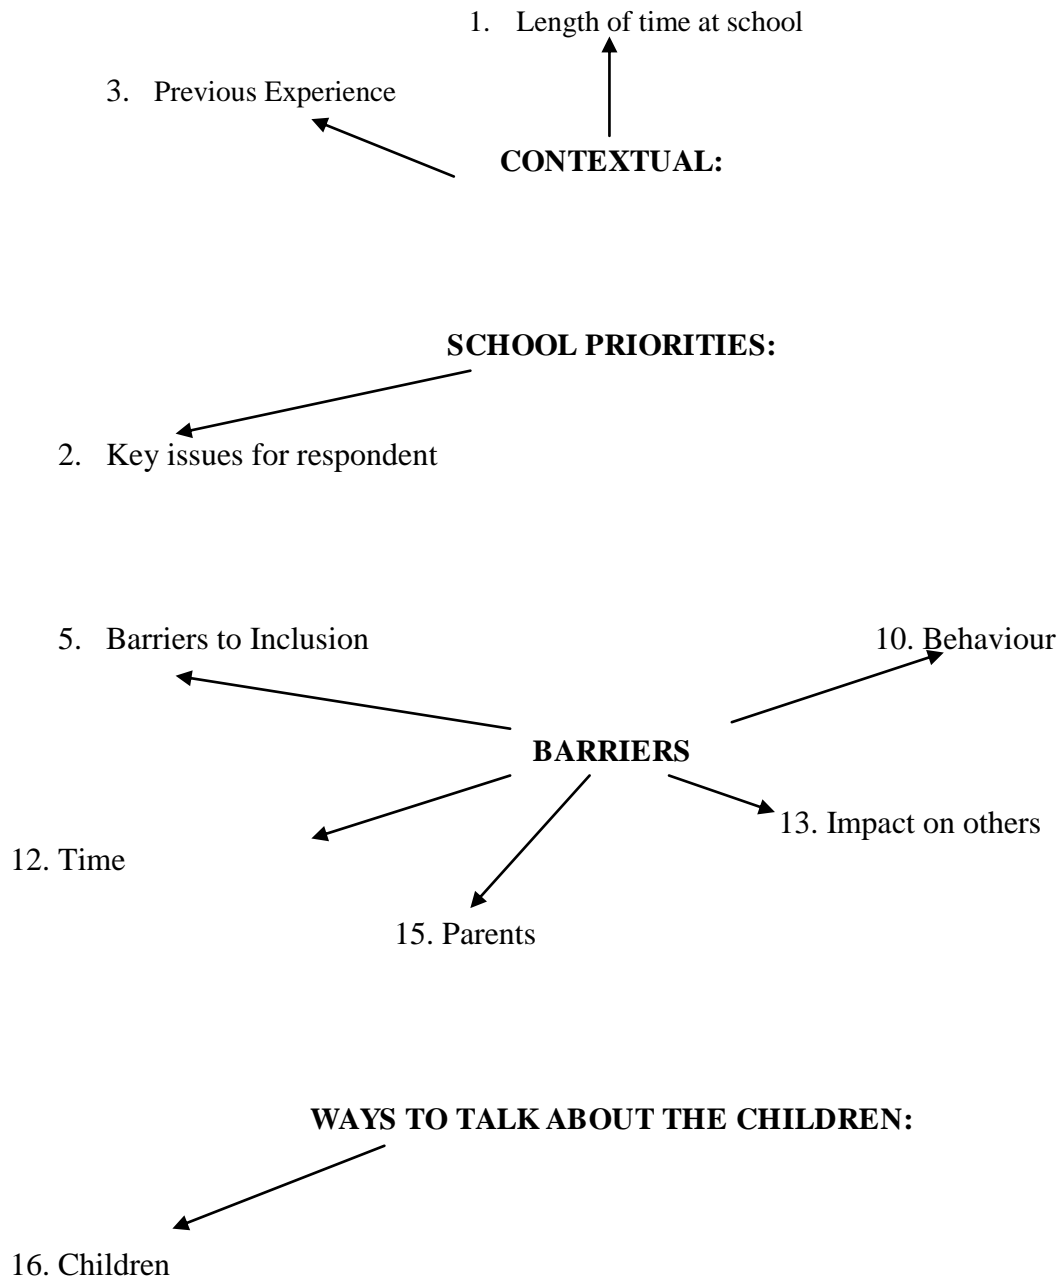 1. Length of time at school
3. Previous Experience
CONTEXTUAL:
SCHOOL PRIORITIES:
2. Key issues for respondent
5. Barriers to Inclusion
10. Behaviour
BARRIERS
13. Impact on others
12. Time
15. Parents
WAYS TO TALK ABOUT THE CHILDREN:
16. Children